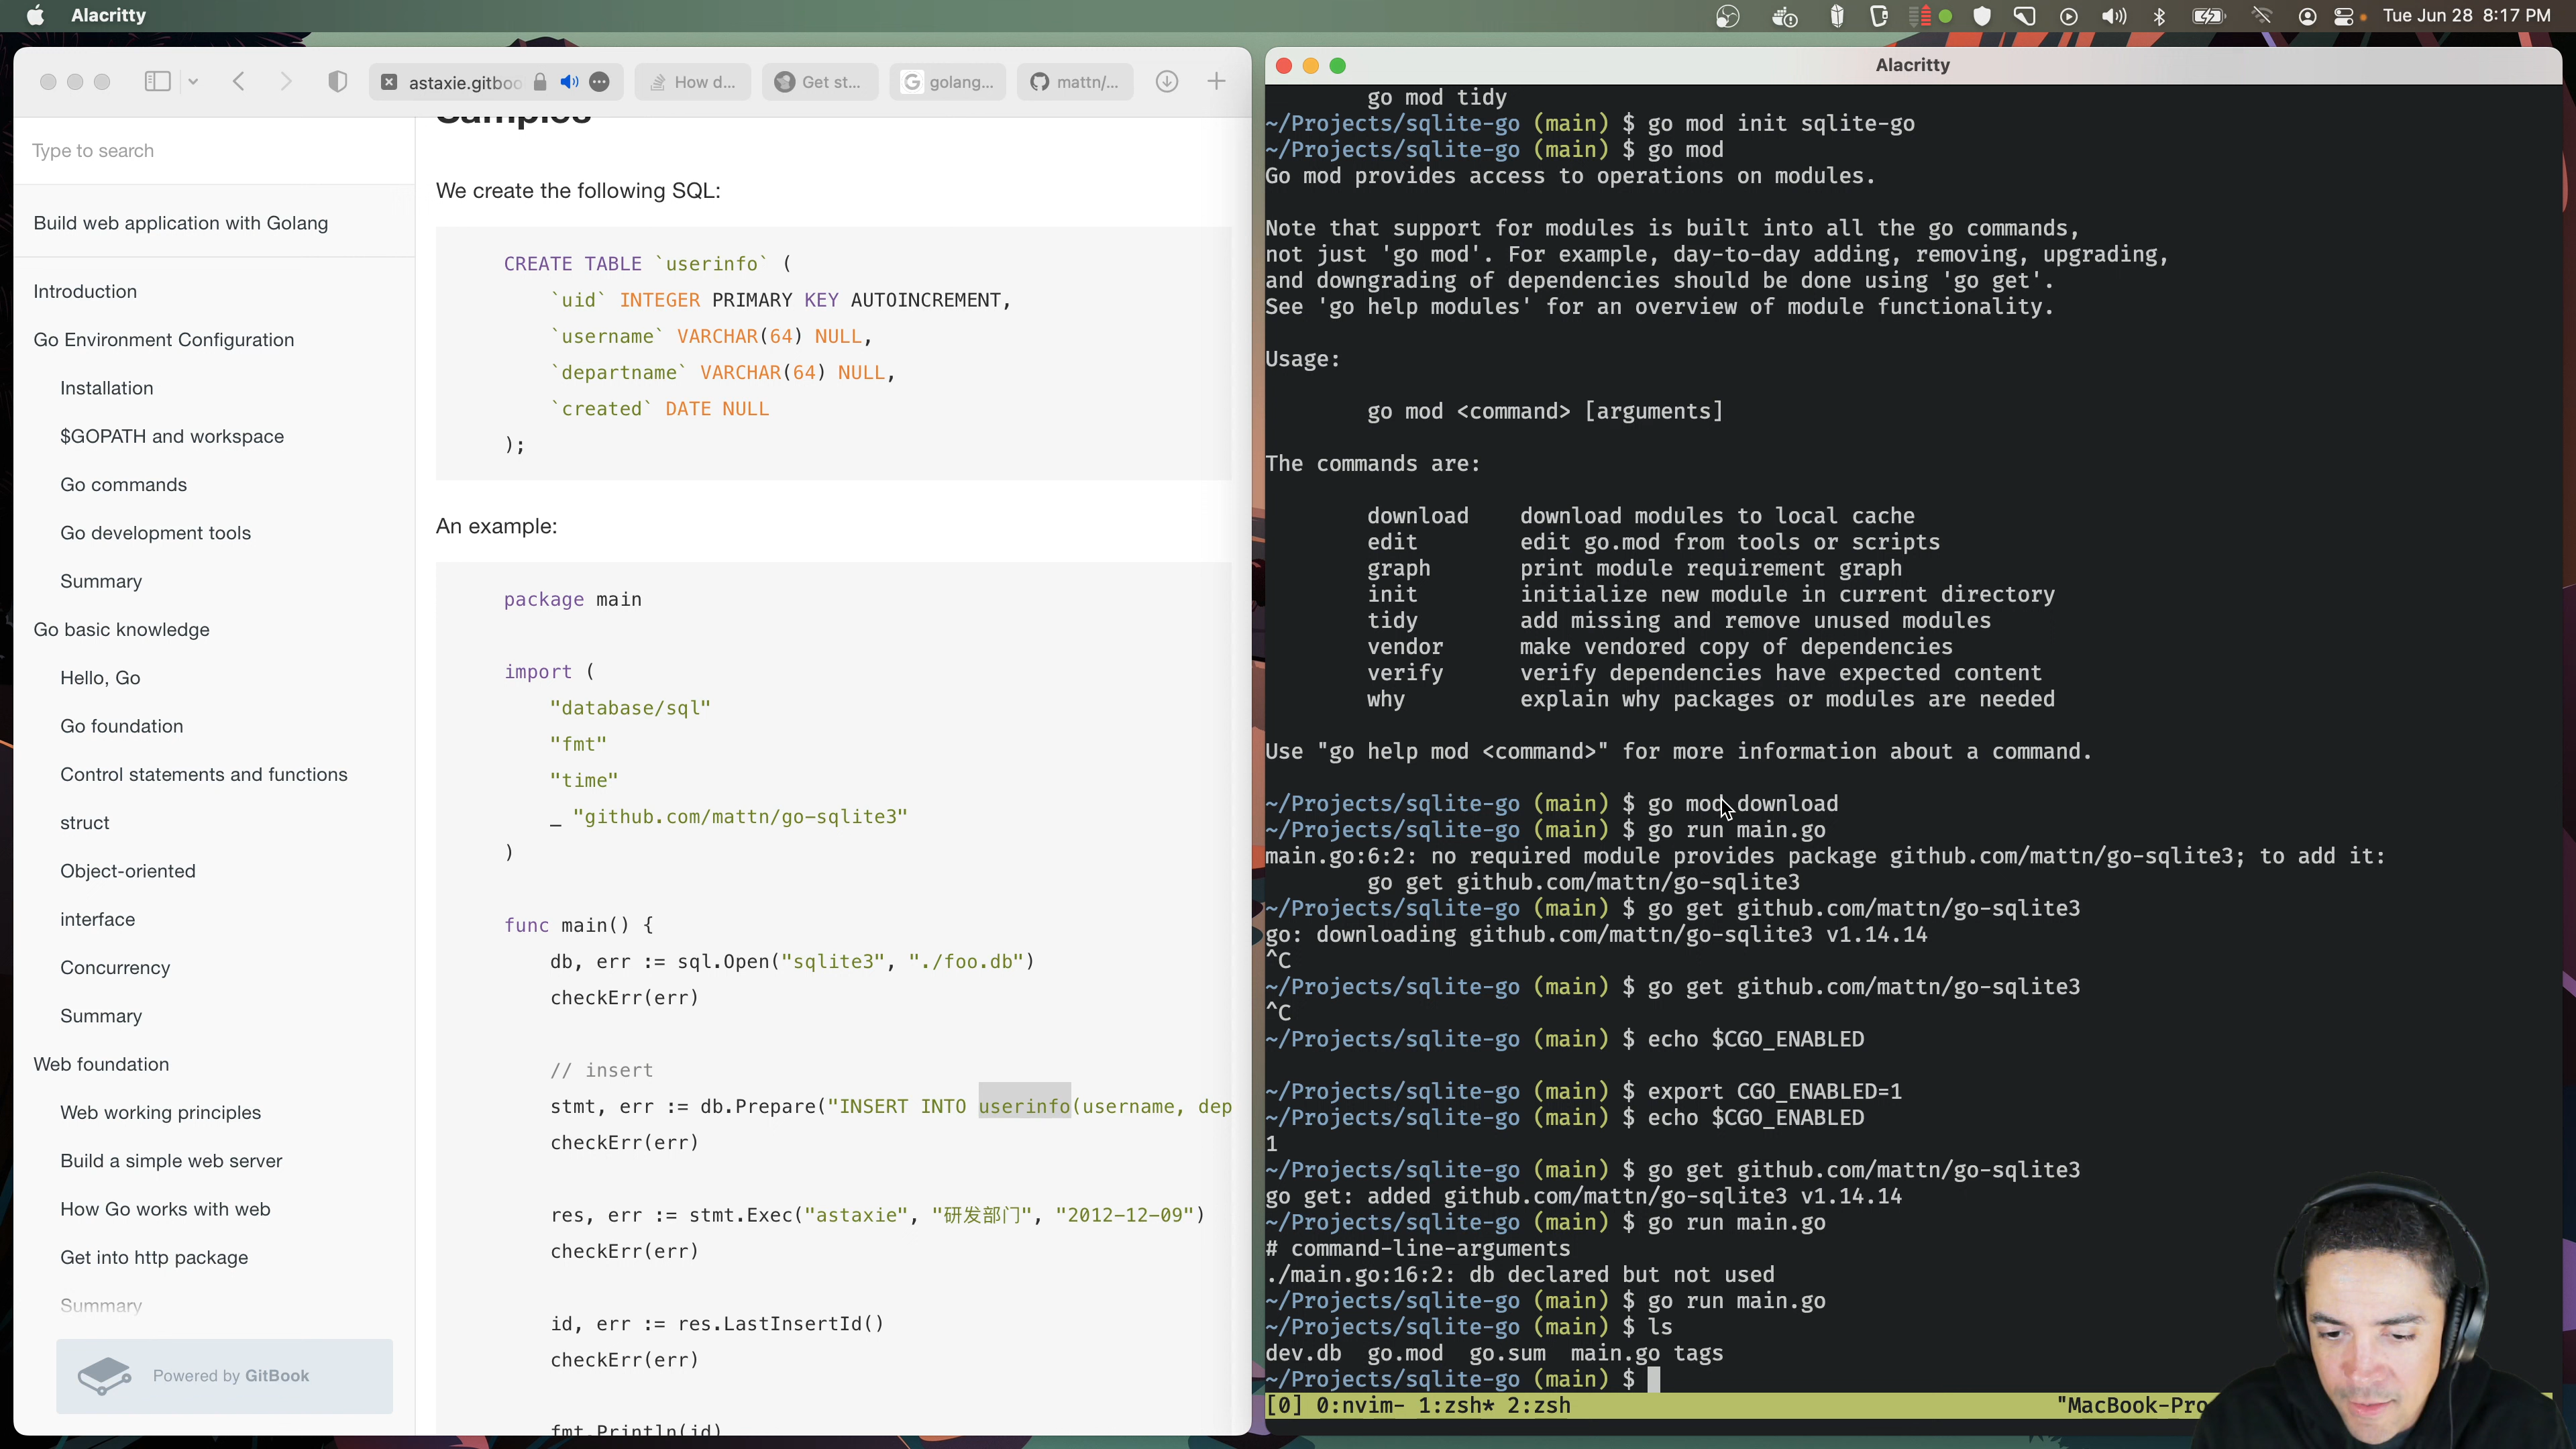 Alacritty
Tue Jun 28 8:17 PM
astaxie.gitboo
How d...
Get st...
golang...
mattn/...
Type to search
Build web application with Golang
Introduction
Go Environment Configuration
Installation
$GOPATH and workspace
Go commands
Go development tools
Summary
Go basic knowledge
Hello, Go
Go foundation
Control statements and functions
struct
Object-oriented
interface
Concurrency
Summary
Web foundation
Web working principles
Build a simple web server
How Go works with web
Get into http package
Summary
Powered by GitBook
Samples
We create the following SQL:
CREATE TABLE `userinfo` (
`uid` INTEGER PRIMARY KEY AUTOINCREMENT,
`username` VARCHAR(64) NULL,
`departname` VARCHAR(64) NULL,
`created` DATE NULL
);
An example:
package main
import (
"database/sql"
"fmt"
"time"
_ "github.com/mattn/go-sqlite3"
)
func main() {
db, err := sql.Open("sqlite3", "./foo.db")
checkErr(err)
// insert
stmt, err := db.Prepare("INSERT INTO userinfo(username, dep
checkErr(err)
res, err := stmt.Exec("astaxie", "研发部门", "2012-12-09")
checkErr(err)
id, err := res.LastInsertId()
checkErr(err)
fmt.Println(id)
Alacritty
go mod tidy
~/Projects/sqlite-go (main) $ go mod init sqlite-go
~/Projects/sqlite-go (main) $ go mod
Go mod provides access to operations on modules.
Note that support for modules is built into all the go commands,
not just 'go mod'. For example, day-to-day adding, removing, upgrading,
and downgrading of dependencies should be done using 'go get'.
See 'go help modules' for an overview of module functionality.
Usage:
go mod <command> [arguments]
The commands are:
download download modules to local cache
edit edit go.mod from tools or scripts
graph print module requirement graph
init initialize new module in current directory
tidy add missing and remove unused modules
vendor make vendored copy of dependencies
verify verify dependencies have expected content
why explain why packages or modules are needed
Use "go help mod <command>" for more information about a command.
~/Projects/sqlite-go (main) $ go mod download
~/Projects/sqlite-go (main) $ go run main.go
main.go:6:2: no required module provides package github.com/mattn/go-sqlite3; to add it:
go get github.com/mattn/go-sqlite3
~/Projects/sqlite-go (main) $ go get github.com/mattn/go-sqlite3
go: downloading github.com/mattn/go-sqlite3 v1.14.14
^C
~/Projects/sqlite-go (main) $ go get github.com/mattn/go-sqlite3
^C
~/Projects/sqlite-go (main) $ echo $CGO_ENABLED
~/Projects/sqlite-go (main) $ export CGO_ENABLED=1
~/Projects/sqlite-go (main) $ echo $CGO_ENABLED
1
~/Projects/sqlite-go (main) $ go get github.com/mattn/go-sqlite3
go get: added github.com/mattn/go-sqlite3 v1.14.14
~/Projects/sqlite-go (main) $ go run main.go
# command-line-arguments
./main.go:16:2: db declared but not used
~/Projects/sqlite-go (main) $ go run main.go
~/Projects/sqlite-go (main) $ ls
dev.db go.mod go.sum main.go tags
~/Projects/sqlite-go (main) $
[0] 0:nvim- 1:zsh* 2:zsh "MacBook-Pro